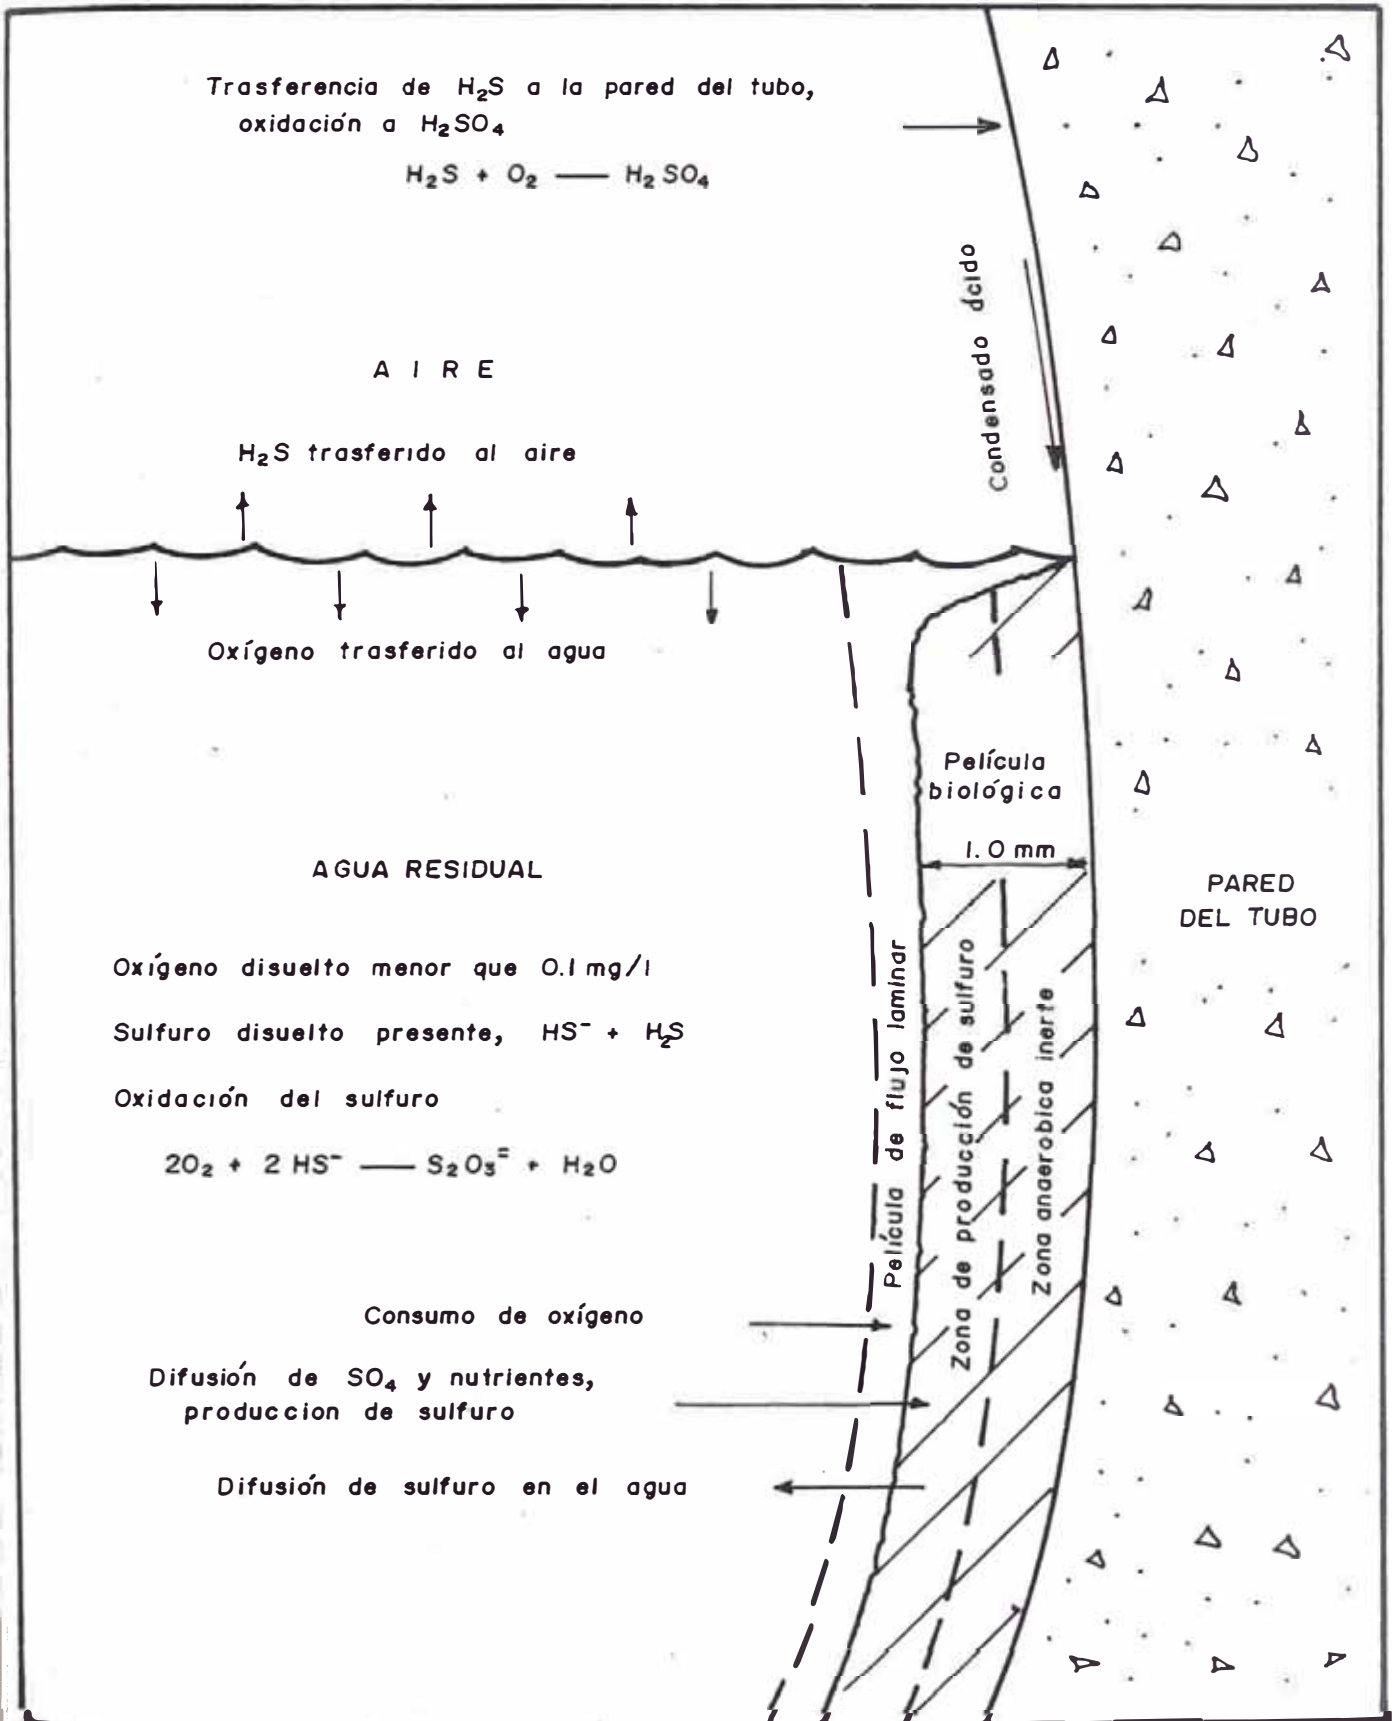 Trasferencia de H₂S a la pared del tubo,
oxidación a H₂SO₄
H₂S + O₂ — H₂SO₄
Condensado ácido
A I R E
H₂S trasferido al aire
Oxígeno trasferido al agua
Película
biológica
1.0 mm
AGUA RESIDUAL
PARED
DEL TUBO
Oxígeno disuelto menor que 0.1 mg/l
Sulfuro disuelto presente, HS⁻ + H₂S
Oxidación del sulfuro
2O₂ + 2 HS⁻ — S₂O₃⁼ + H₂O
Película de flujo laminar
Zona de producción de sulfuro
Zona anaerobica inerte
Consumo de oxígeno
Difusión de SO₄ y nutrientes,
produccion de sulfuro
Difusión de sulfuro en el agua